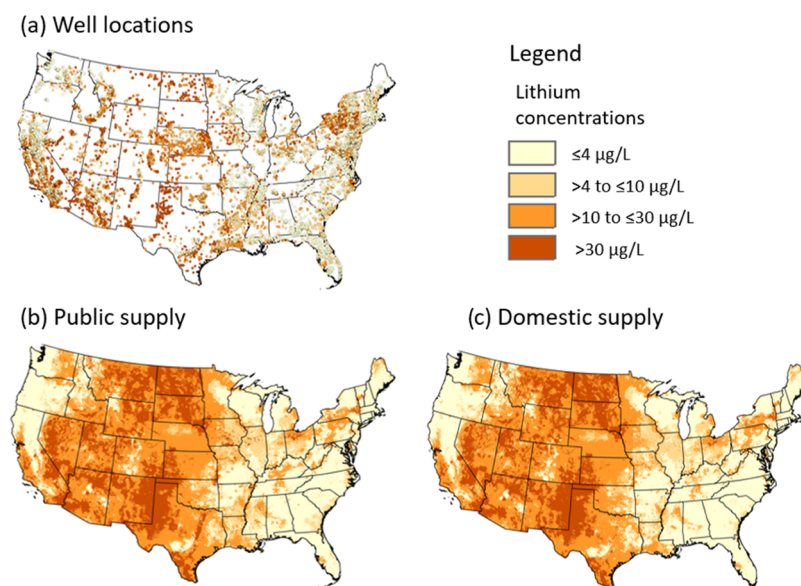 (a) Well locations
Legend
Lithium
concentrations
≤4 µg/L
>4 to ≤10 µg/L
>10 to ≤30 µg/L
>30 µg/L
(b) Public supply
(c) Domestic supply